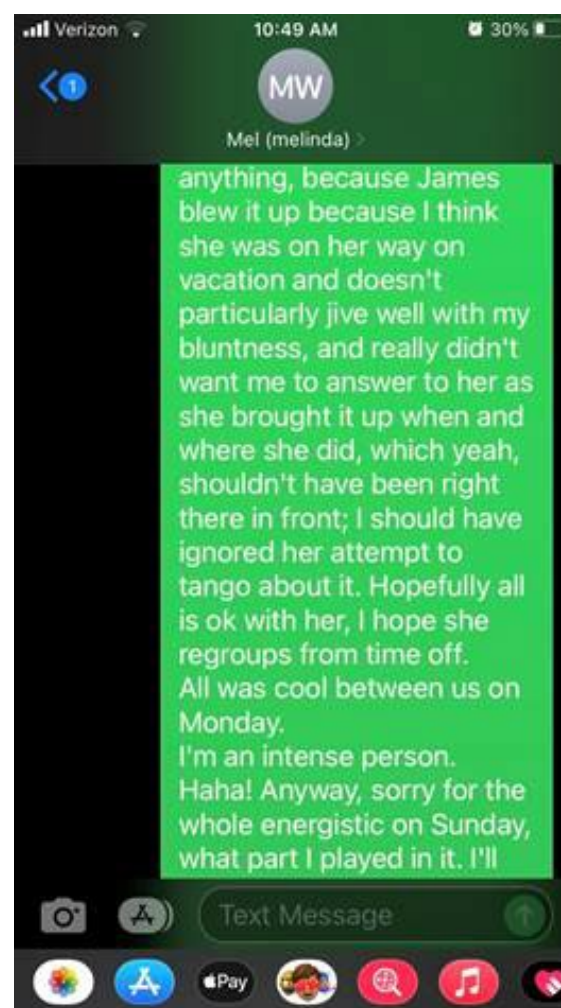 Verizon 10:49 AM 30%
1
MW
Mel (melinda)
anything, because James
blew it up because I think
she was on her way on
vacation and doesn't
particularly jive well with my
bluntness, and really didn't
want me to answer to her as
she brought it up when and
where she did, which yeah,
shouldn't have been right
there in front; I should have
ignored her attempt to
tango about it. Hopefully all
is ok with her, I hope she
regroups from time off.
All was cool between us on
Monday.
I'm an intense person.
Haha! Anyway, sorry for the
whole energistic on Sunday,
what part I played in it. I'll
Text Message
Pay